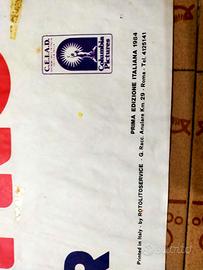 C.E.I.A.D.
Columbia
Pictures
PRIMA EDIZIONE ITALIANA 1984
Printed in Italy - by ROTOLITOSERVICE - G. Racc. Anulare Km. 29 - Roma - Tel. 4125141
R